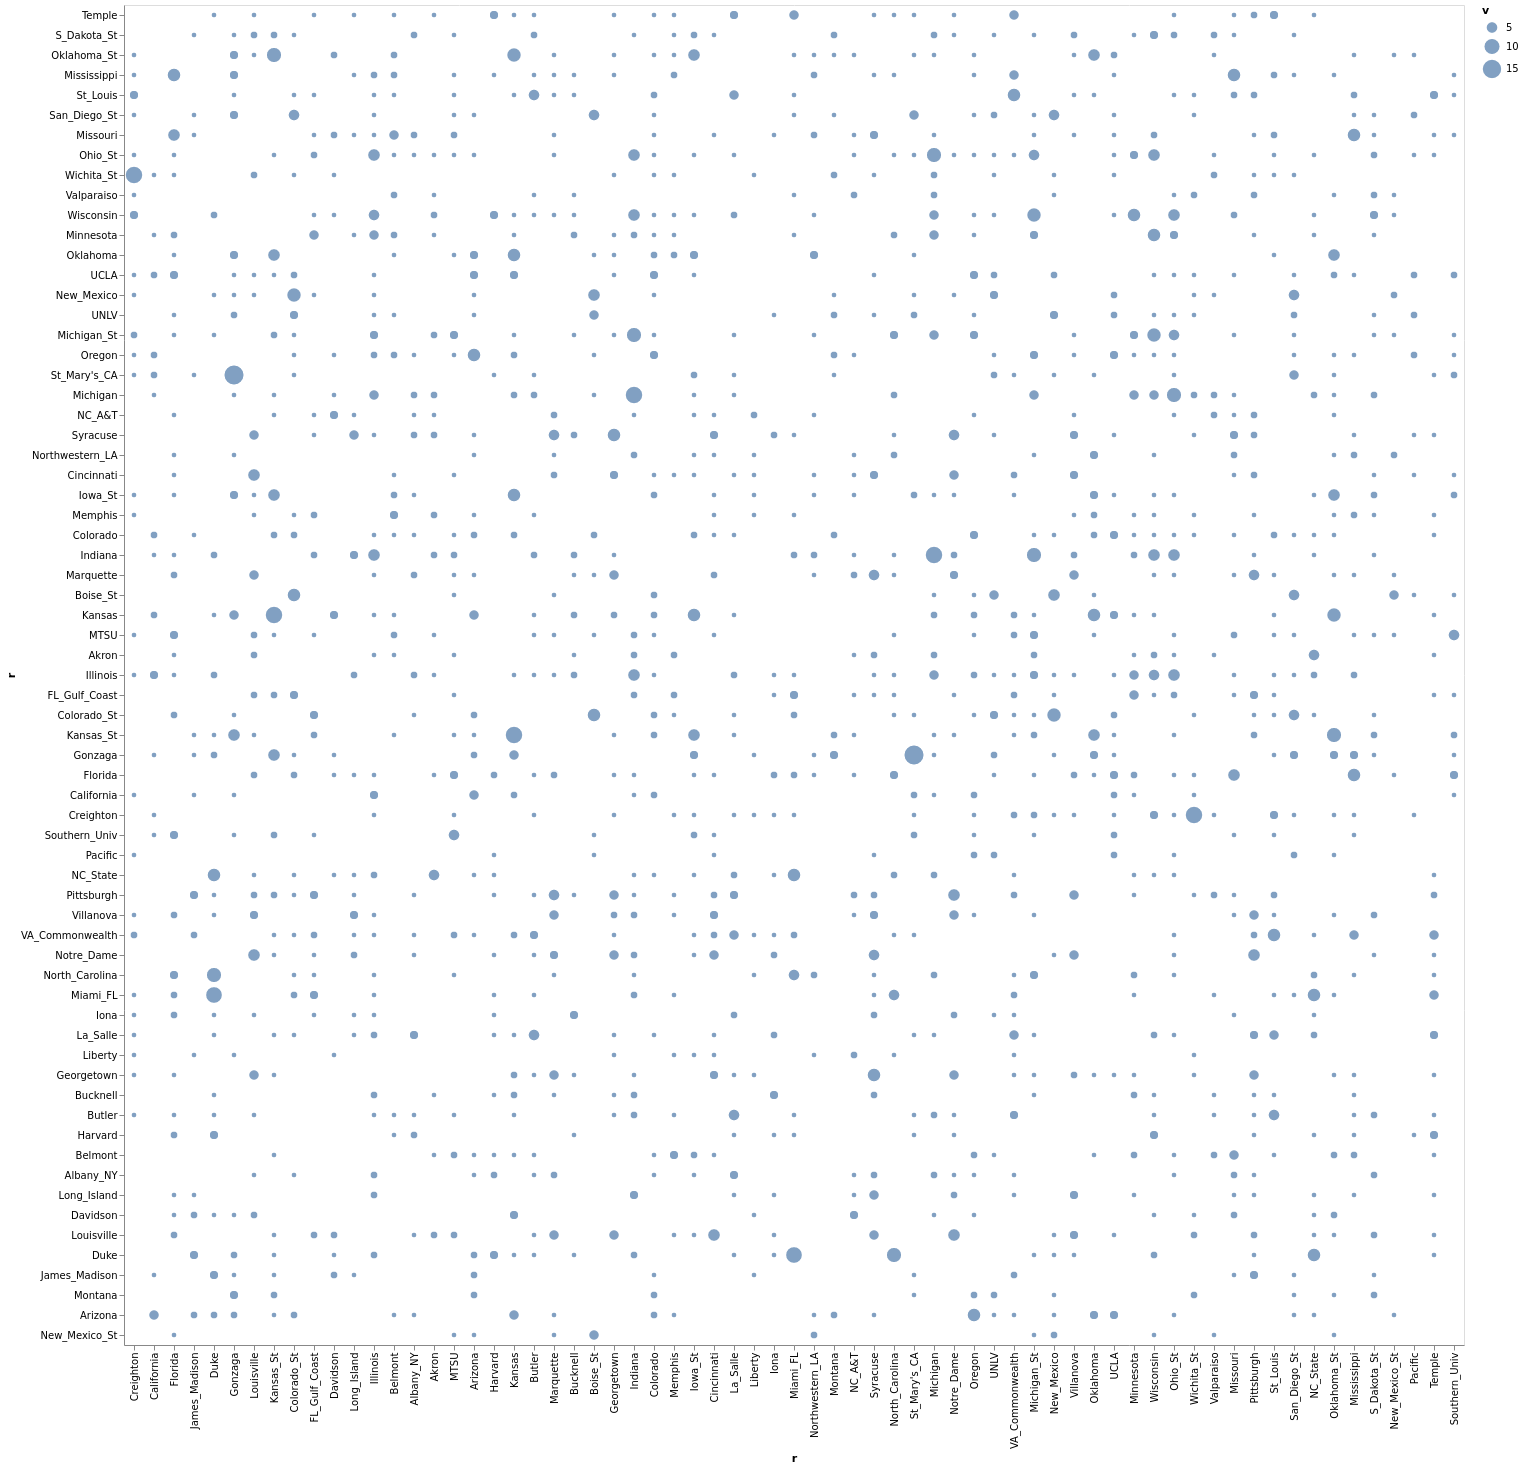 v
5
10
15
Temple
S_Dakota_St
Oklahoma_St
Mississippi
St_Louis
San_Diego_St
Missouri
Ohio_St
Wichita_St
Valparaiso
Wisconsin
Minnesota
Oklahoma
UCLA
New_Mexico
UNLV
Michigan_St
Oregon
St_Mary's_CA
Michigan
NC_A&T
Syracuse
Northwestern_LA
Cincinnati
Iowa_St
Memphis
Colorado
Indiana
Marquette
Boise_St
Kansas
MTSU
Akron
Illinois
FL_Gulf_Coast
Colorado_St
Kansas_St
Gonzaga
Florida
California
Creighton
Southern_Univ
Pacific
NC_State
Pittsburgh
Villanova
VA_Commonwealth
Notre_Dame
North_Carolina
Miami_FL
Iona
La_Salle
Liberty
Georgetown
Bucknell
Butler
Harvard
Belmont
Albany_NY
Long_Island
Davidson
Louisville
Duke
James_Madison
Montana
Arizona
New_Mexico_St
r
Creighton
California
Florida
James_Madison
Duke
Gonzaga
Louisville
Kansas_St
Colorado_St
FL_Gulf_Coast
Davidson
Long_Island
Illinois
Belmont
Albany_NY
Akron
MTSU
Arizona
Harvard
Kansas
Butler
Marquette
Bucknell
Boise_St
Georgetown
Indiana
Colorado
Memphis
Iowa_St
Cincinnati
La_Salle
Liberty
Iona
Miami_FL
Northwestern_LA
Montana
NC_A&T
Syracuse
North_Carolina
St_Mary's_CA
Michigan
Notre_Dame
Oregon
UNLV
VA_Commonwealth
Michigan_St
New_Mexico
Villanova
Oklahoma
UCLA
Minnesota
Wisconsin
Ohio_St
Wichita_St
Valparaiso
Missouri
Pittsburgh
St_Louis
San_Diego_St
NC_State
Oklahoma_St
Mississippi
S_Dakota_St
New_Mexico_St
Pacific
Temple
Southern_Univ
r